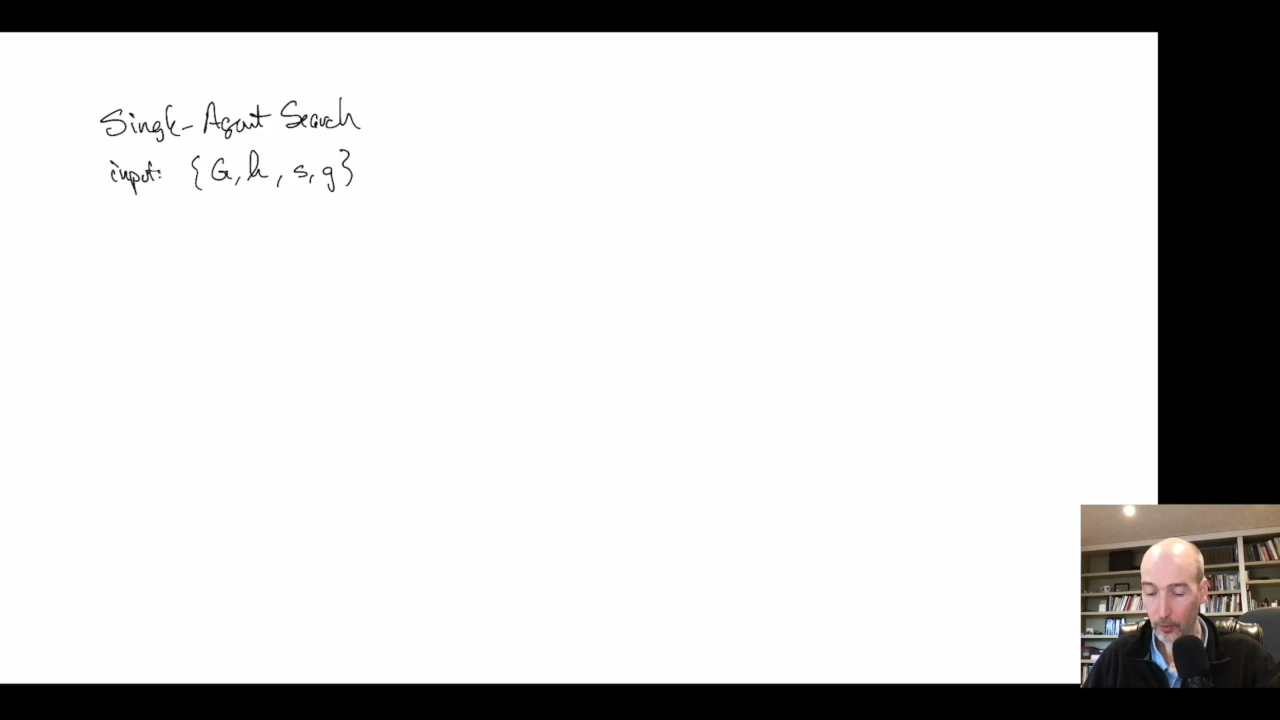 Single-Agent Search
input: {G, h, s, g}